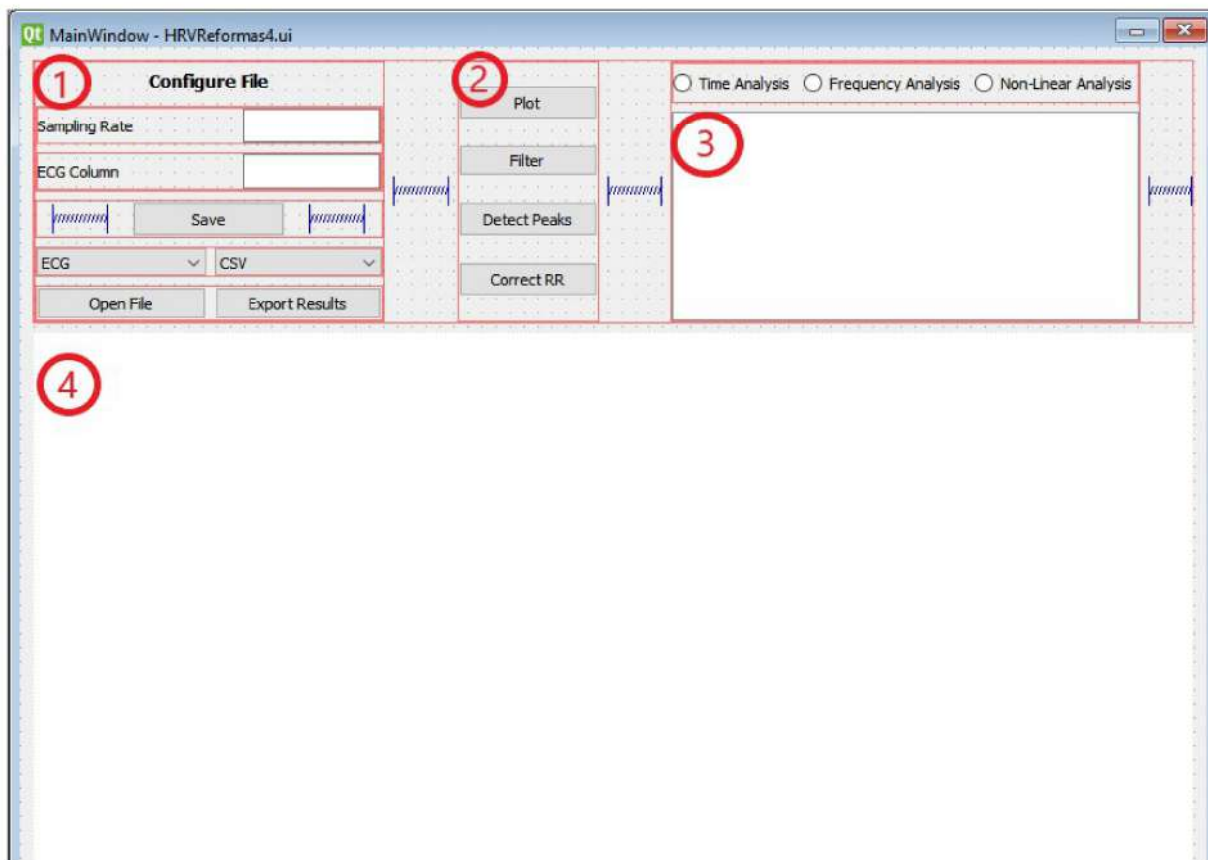 Qt MainWindow - HRVReformas4.ui
1
Configure File
Sampling Rate
ECG Column
Save
ECG CSV
Open File Export Results
2
Plot
Filter
Detect Peaks
Correct RR
Time Analysis Frequency Analysis Non-Linear Analysis
3
4